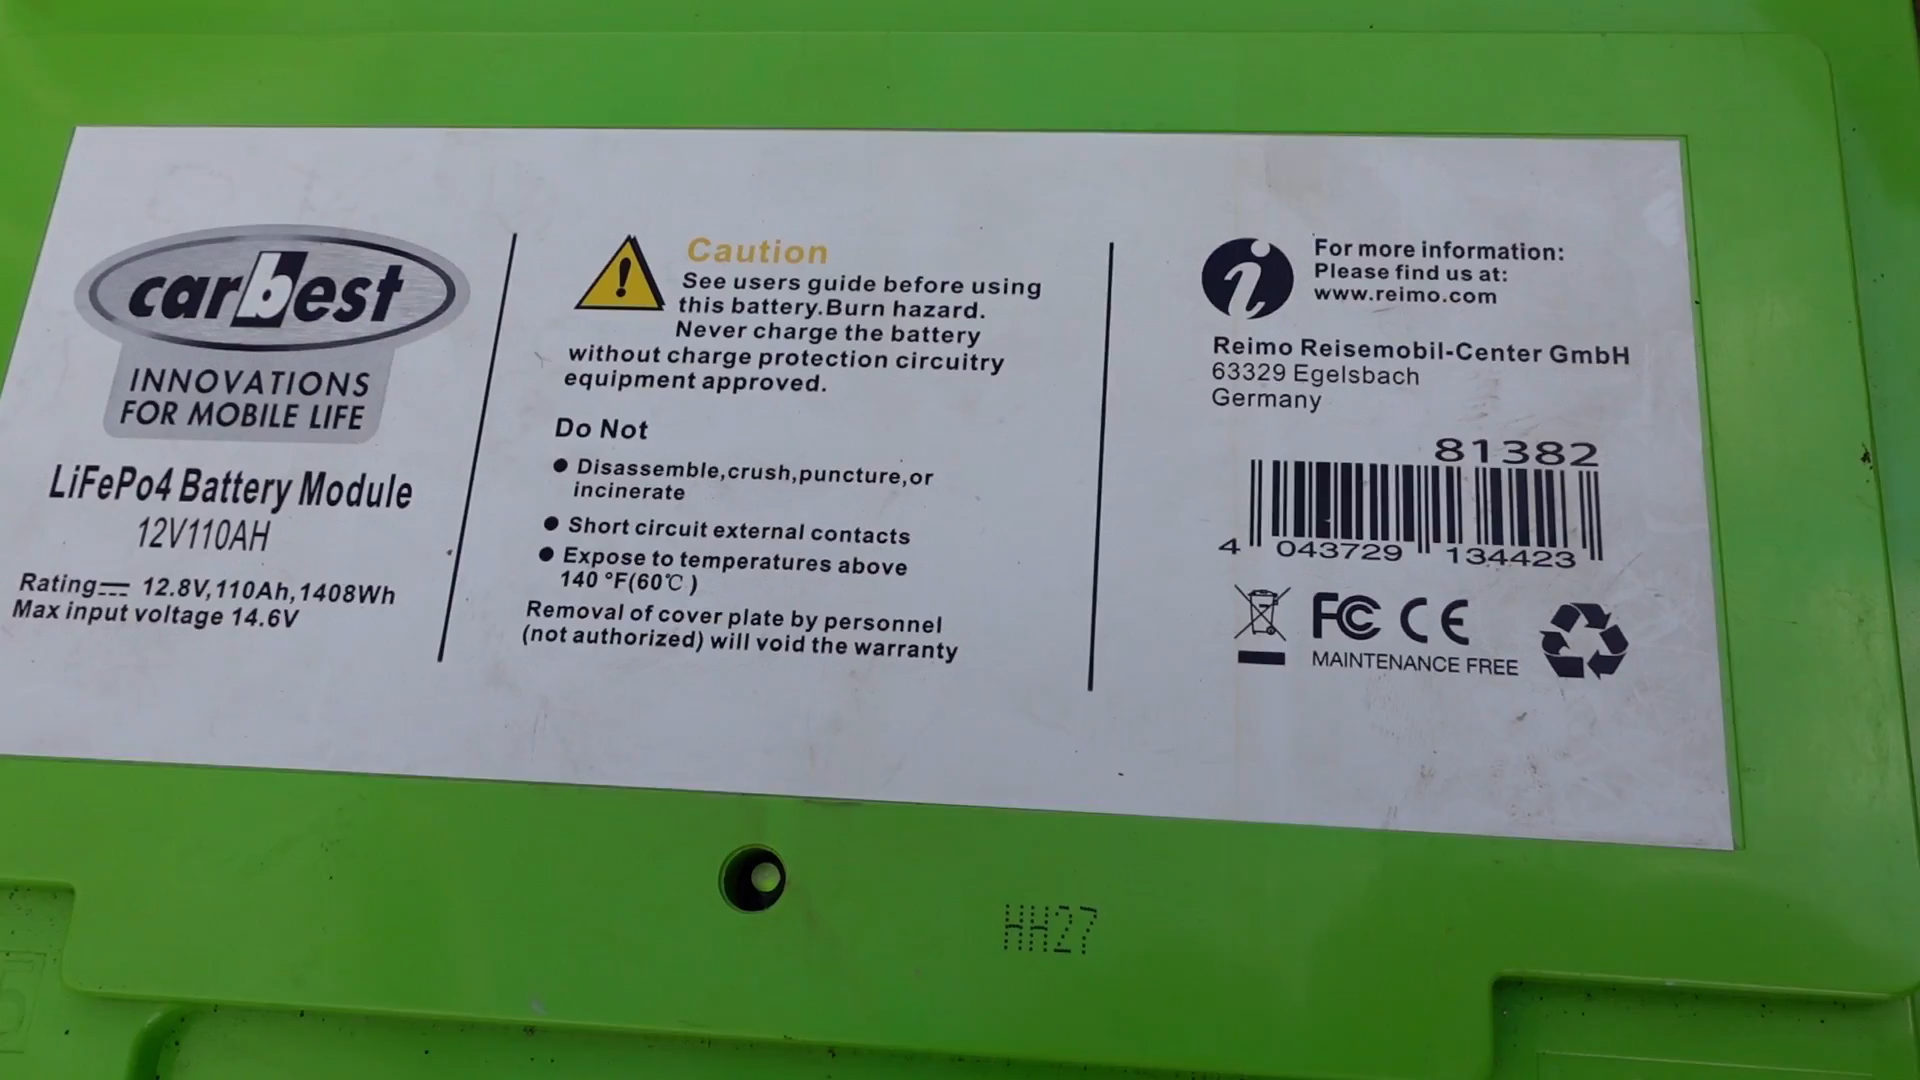 carbest
INNOVATIONS
FOR MOBILE LIFE
LiFePo4 Battery Module
12V110AH
Rating 12.8V,110Ah,1408Wh
Max input voltage 14.6V
Caution
See users guide before using
this battery.Burn hazard.
Never charge the battery
without charge protection circuitry
equipment approved.
Do Not
● Disassemble,crush,puncture,or
incinerate
● Short circuit external contacts
● Expose to temperatures above
140 °F(60℃)
Removal of cover plate by personnel
(not authorized) will void the warranty
i
For more information:
Please find us at:
www.reimo.com
Reimo Reisemobil-Center GmbH
63329 Egelsbach
Germany
81382
4 043729 134423
FC CE
MAINTENANCE FREE
HH27